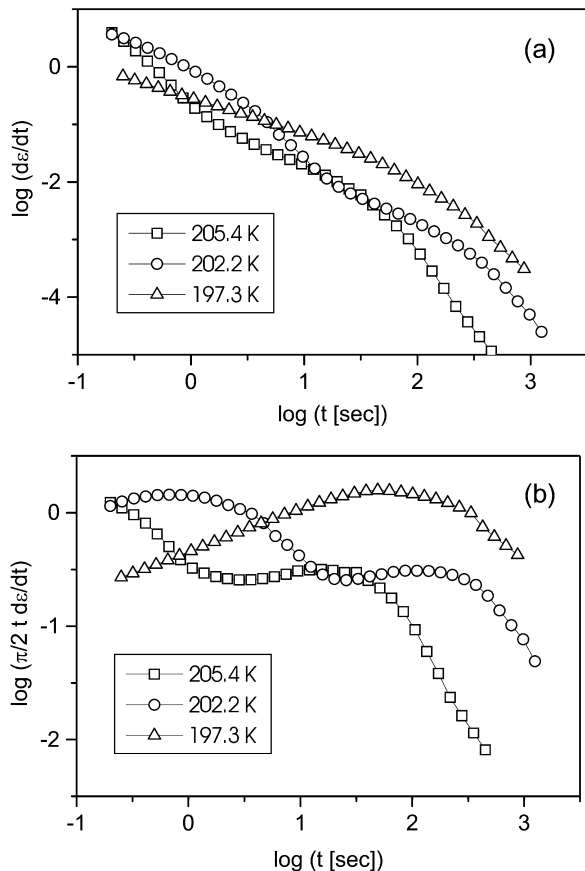 (a)
0
-2
-4
log (dε/dt)
205.4 K
202.2 K
197.3 K
-1
0
1
2
3
log (t [sec])
(b)
0
-1
-2
log (π/2 t dε/dt)
205.4 K
202.2 K
197.3 K
-1
0
1
2
3
log (t [sec])